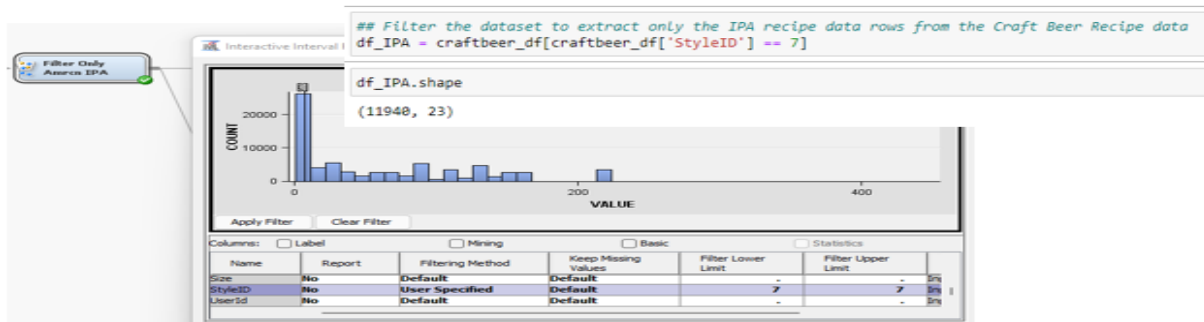 ## Filter the dataset to extract only the IPA recipe data rows from the Craft Beer Recipe data
df_IPA = craftbeer_df[craftbeer_df['StyleID'] == 7]
df_IPA.shape
(11940, 23)
Filter Only
Amrcn IPA
Interactive Interval
COUNT
20000
10000
0
0 200 400
VALUE
Apply Filter Clear Filter
Columns: Label Mining Basic Statistics
Name Report Filtering Method Keep Missing Values Filter Lower Limit Filter Upper Limit
Size No Default Default . .
StyleID No User Specified Default 7 7
UserId No Default Default . .